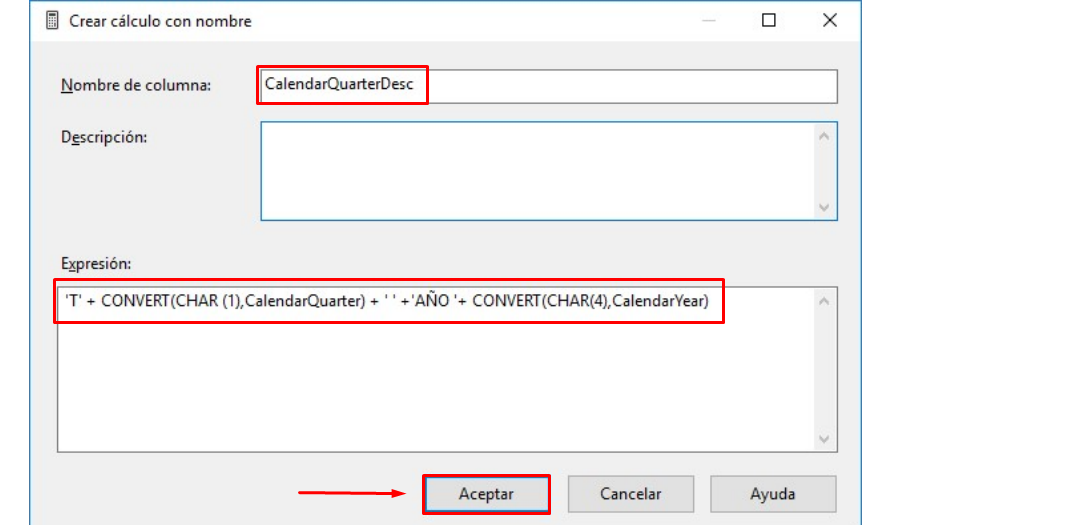 Crear cálculo con nombre
Nombre de columna:
CalendarQuarterDesc
Descripción:
Expresión:
'T' + CONVERT(CHAR (1),CalendarQuarter) + ' ' +'AÑO '+ CONVERT(CHAR(4),CalendarYear)
Aceptar
Cancelar
Ayuda